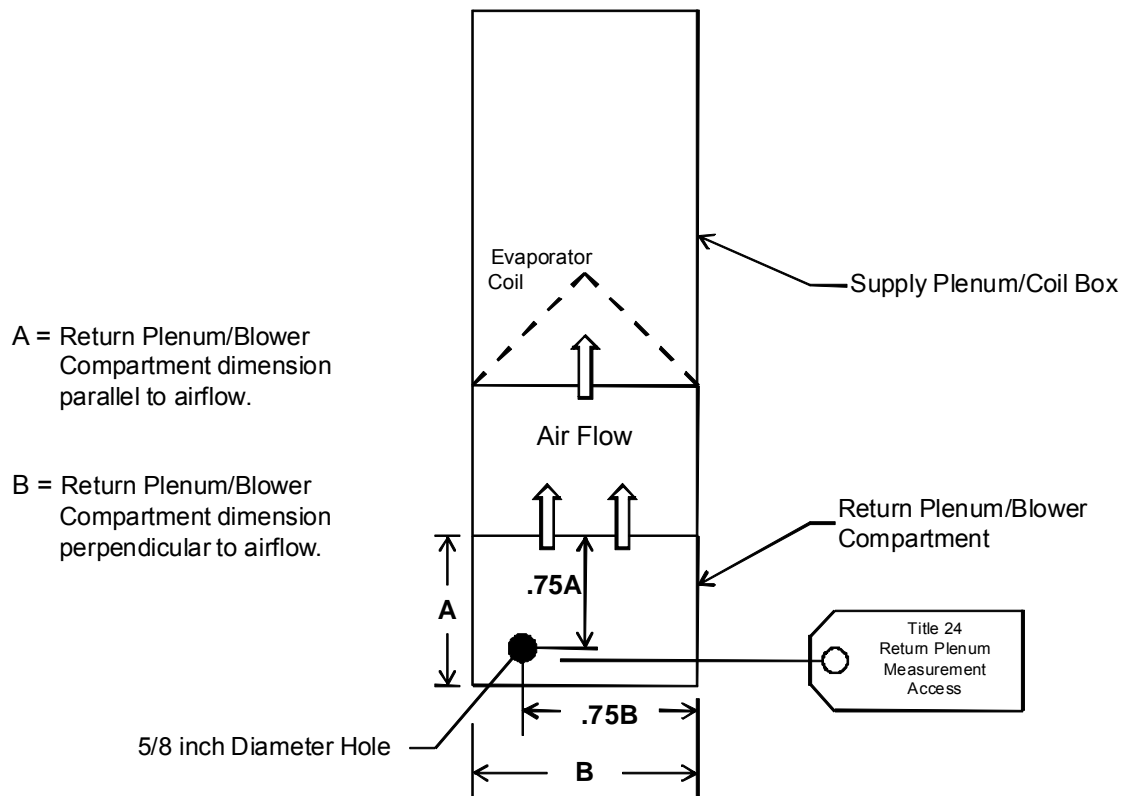 Evaporator
Coil
Supply Plenum/Coil Box
A = Return Plenum/Blower
Compartment dimension
parallel to airflow.
Air Flow
B = Return Plenum/Blower
Compartment dimension
perpendicular to airflow.
Return Plenum/Blower
Compartment
A
.75A
Title 24
Return Plenum
Measurement
Access
.75B
5/8 inch Diameter Hole
B